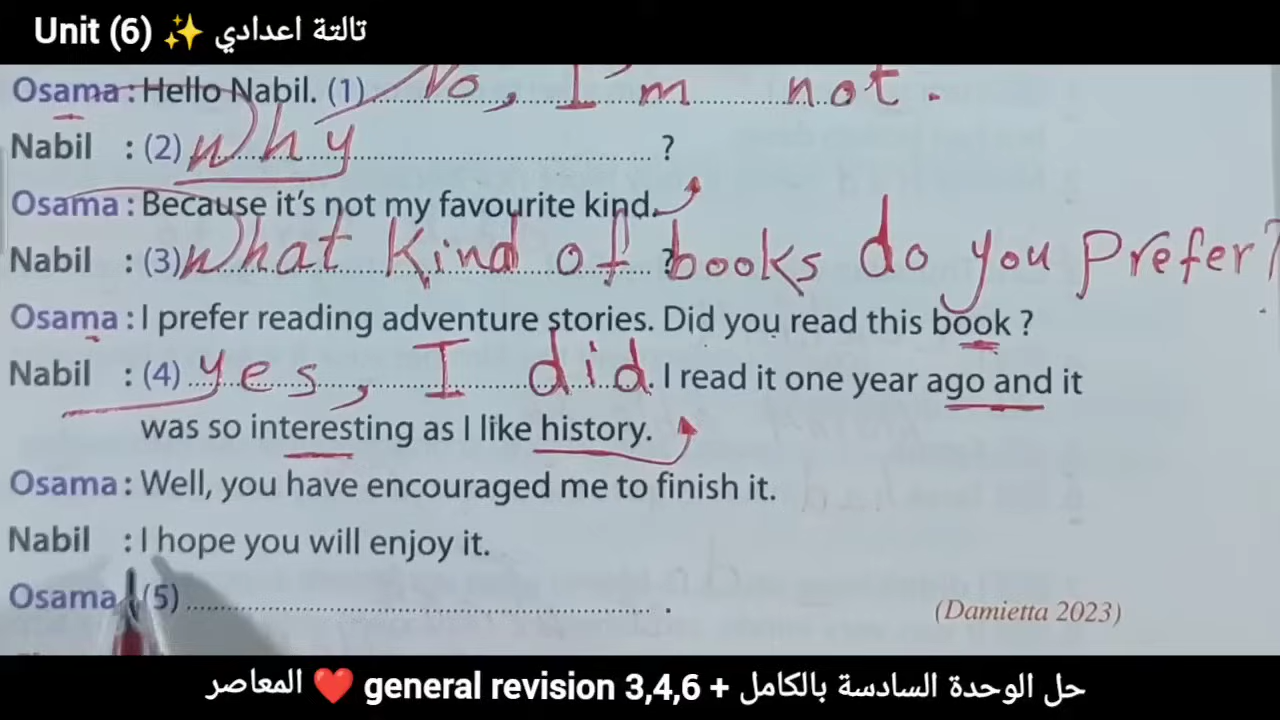 Unit (6) ✨ تالتة اعدادي
Osama : Hello Nabil. (1) No, I'm not.
Nabil : (2) Why ?
Osama : Because it's not my favourite kind.
Nabil : (3) What Kind of books do you Prefer?
Osama : I prefer reading adventure stories. Did you read this book ?
Nabil : (4) yes, I did. I read it one year ago and it
was so interesting as I like history.
Osama : Well, you have encouraged me to finish it.
Nabil : I hope you will enjoy it.
Osama (5) .
(Damietta 2023)
حل الوحدة السادسة بالكامل + general revision 3,4,6 ❤️ المعاصر